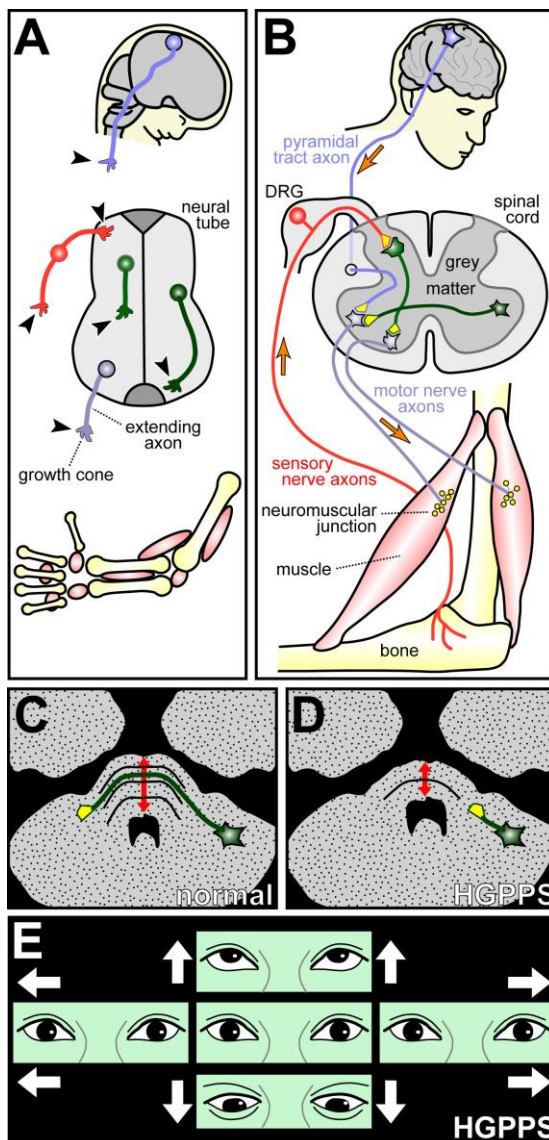 A
neural
tube
extending
axon
growth cone
B
pyramidal
tract axon
DRG
spinal
cord
grey
matter
motor nerve
axons
sensory
nerve axons
neuromuscular
junction
muscle
bone
C
normal
D
HGPPS
E
HGPPS